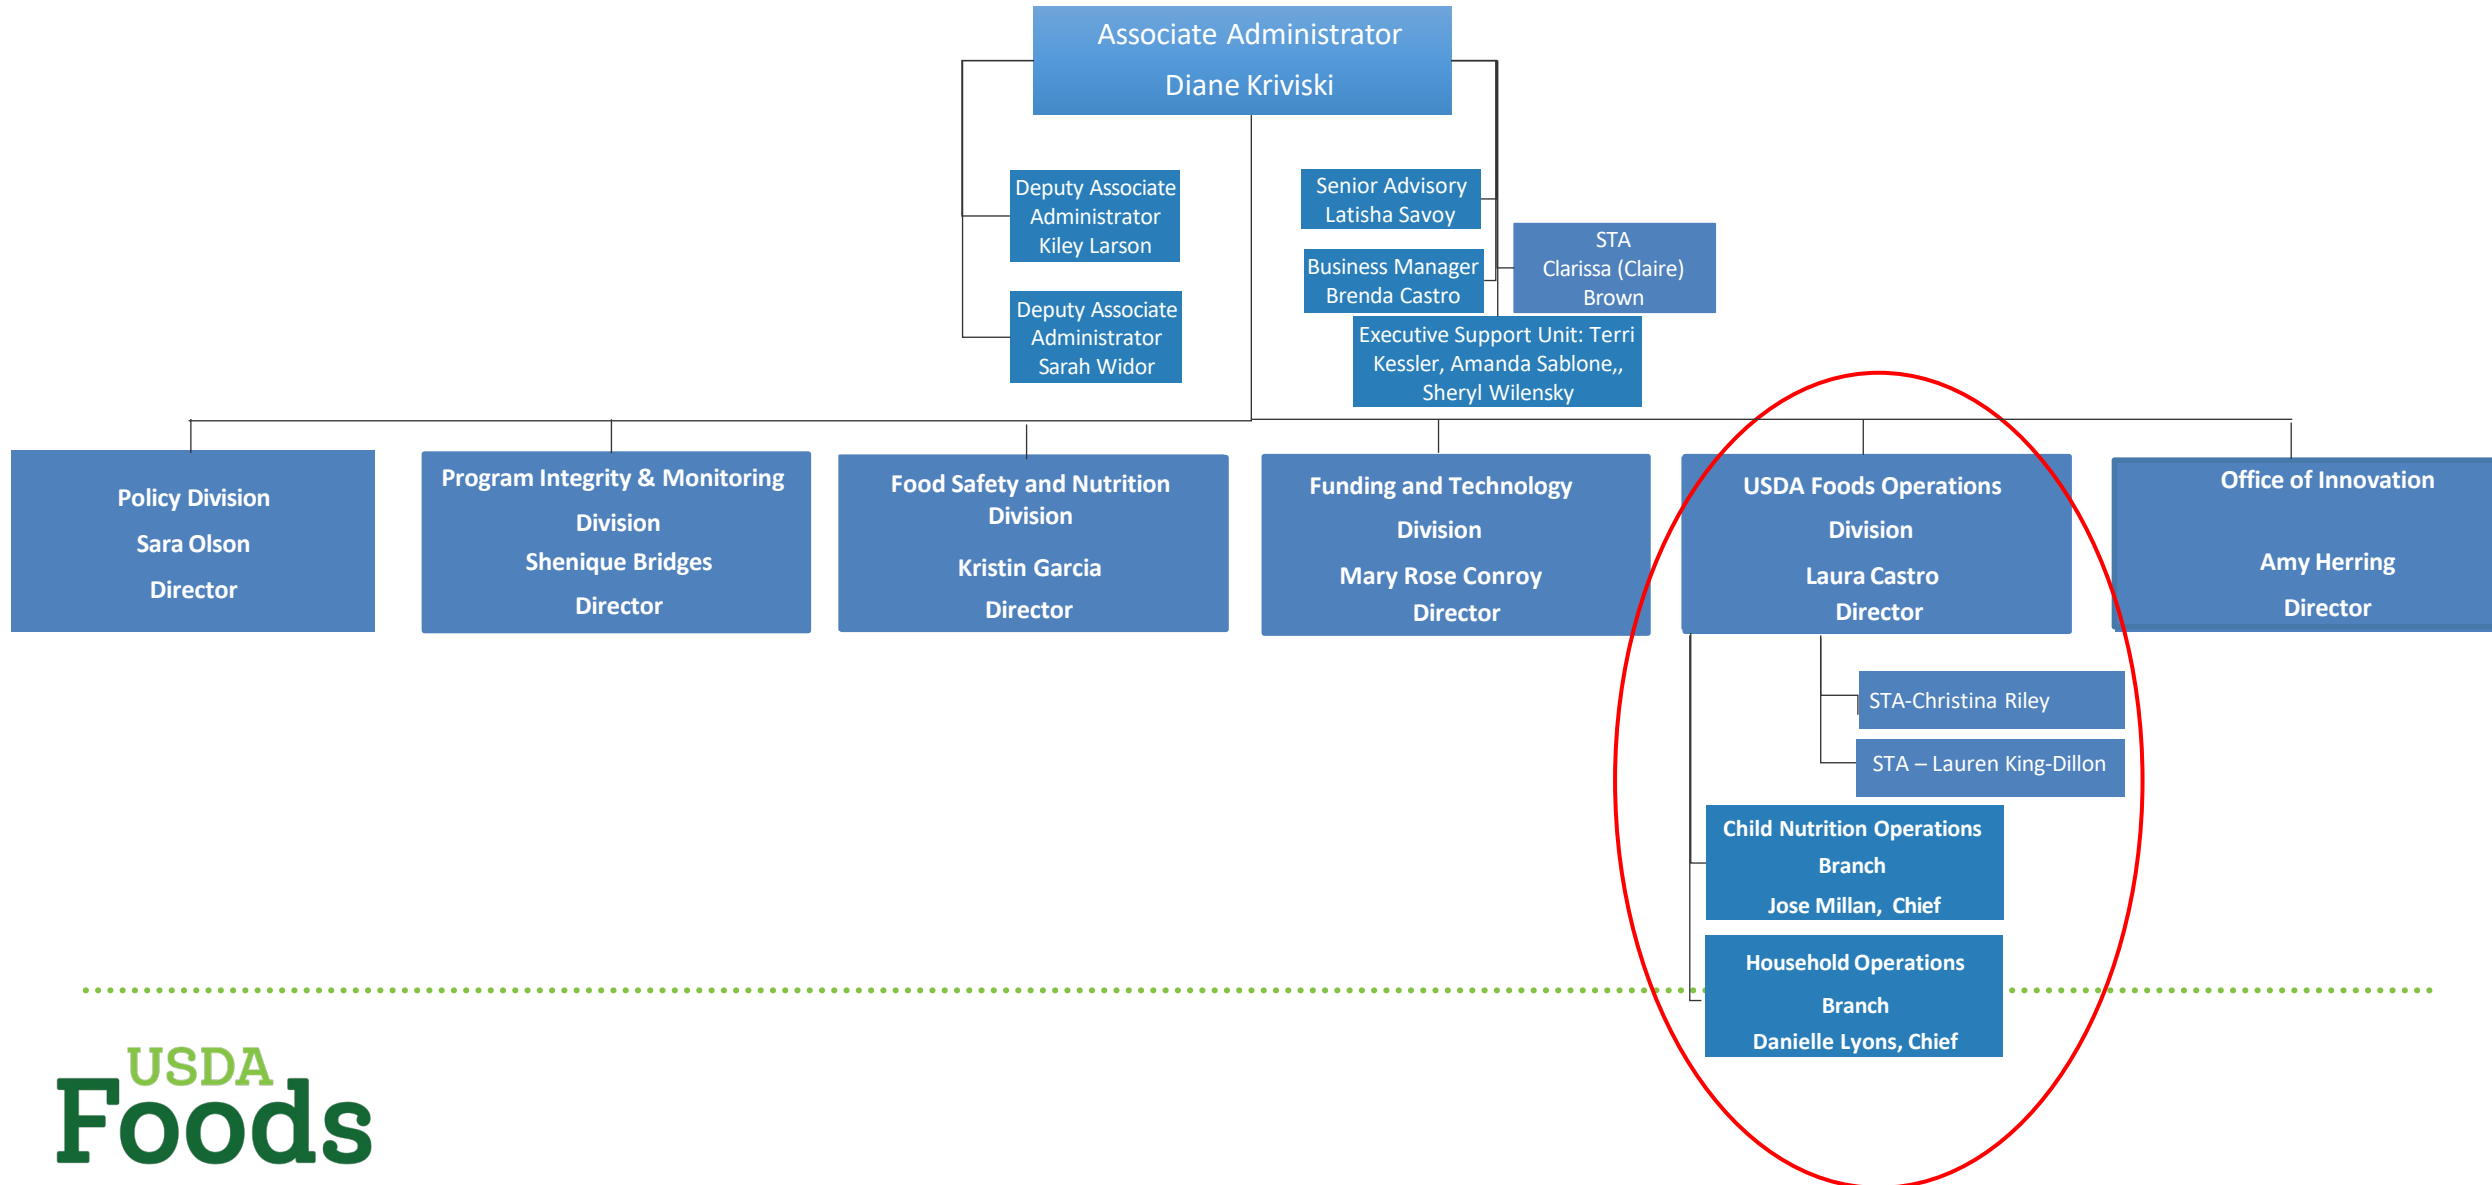 Associate Administrator
Diane Kriviski
Deputy Associate
Administrator
Kiley Larson
Deputy Associate
Administrator
Sarah Widor
Senior Advisory
Latisha Savoy
Business Manager
Brenda Castro
STA
Clarissa (Claire)
Brown
Executive Support Unit: Terri
Kessler, Amanda Sablone,,
Sheryl Wilensky
Policy Division
Sara Olson
Director
Program Integrity & Monitoring
Division
Shenique Bridges
Director
Food Safety and Nutrition
Division
Kristin Garcia
Director
Funding and Technology
Division
Mary Rose Conroy
Director
USDA Foods Operations
Division
Laura Castro
Director
Office of Innovation
Amy Herring
Director
STA-Christina Riley
STA – Lauren King-Dillon
Child Nutrition Operations
Branch
Jose Millan, Chief
Household Operations
Branch
Danielle Lyons, Chief
USDA
Foods